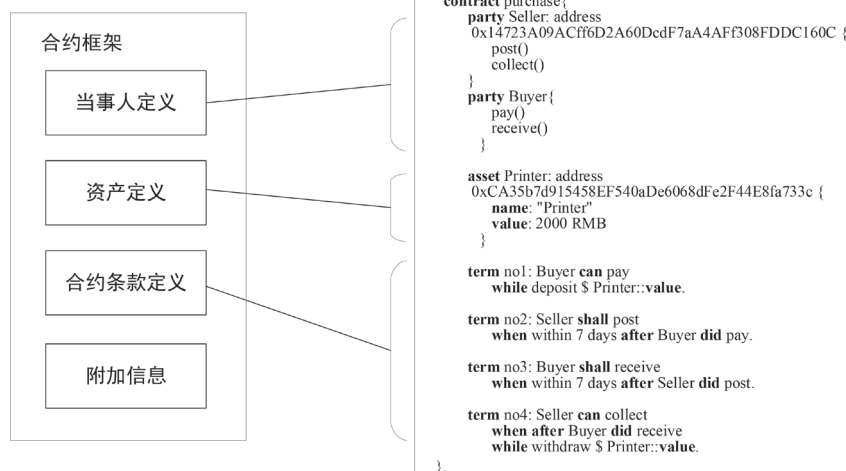 合约框架
当事人定义
资产定义
合约条款定义
附加信息
contract purchase{
party Seller: address
0x14723A09ACff6D2A60DcdF7aA4AFf308FDDC160C {
post()
collect()
}
party Buyer{
pay()
receive()
}
asset Printer: address
0xCA35b7d915458EF540aDe6068dFe2F44E8fa733c {
name: "Printer"
value: 2000 RMB
}
term no1: Buyer can pay
while deposit $ Printer::value.
term no2: Seller shall post
when within 7 days after Buyer did pay.
term no3: Buyer shall receive
when within 7 days after Seller did post.
term no4: Seller can collect
when after Buyer did receive
while withdraw $ Printer::value.
}.